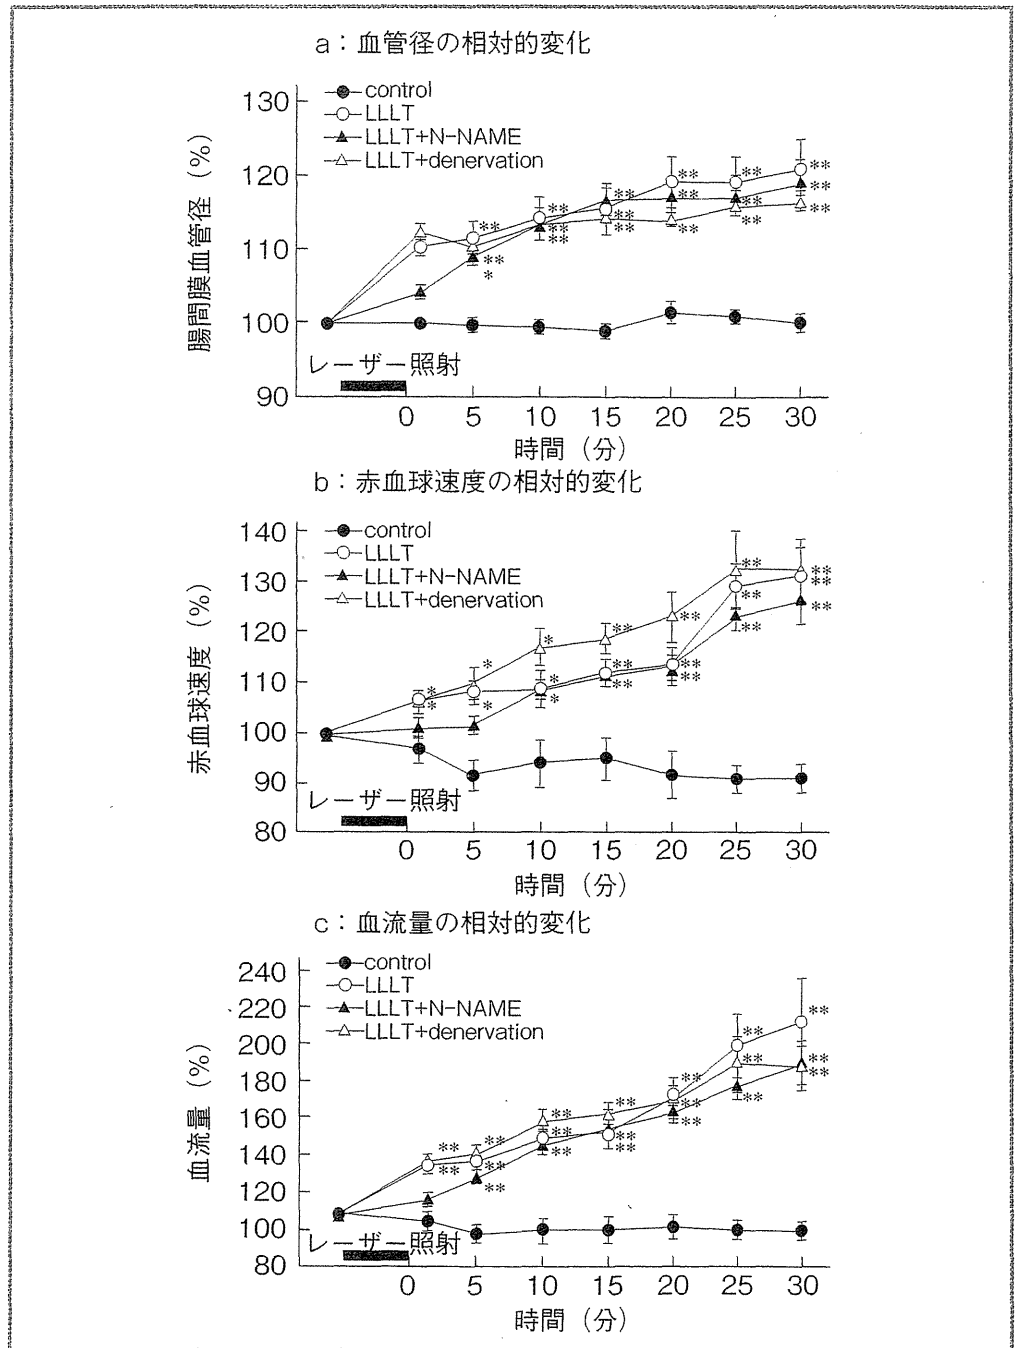 a：血管径の相対的変化
control
LLLT
LLLT+N-NAME
LLLT+denervation
腸間膜血管径（%）
130
120
110
100
90
** ** ** ** ** **
** ** ** ** **
** * ** ** ** ** **
レーザー照射
0 5 10 15 20 25 30
時間（分）
b：赤血球速度の相対的変化
control
LLLT
LLLT+N-NAME
LLLT+denervation
赤血球速度（%）
140
130
120
110
100
90
80
* * * ** ** ** **
* * * ** ** ** **
* ** ** ** **
レーザー照射
0 5 10 15 20 25 30
時間（分）
c：血流量の相対的変化
control
LLLT
LLLT+N-NAME
LLLT+denervation
血流量（%）
240
220
200
180
160
140
120
100
80
** ** ** ** ** ** **
** ** ** ** ** ** **
** ** ** ** ** **
レーザー照射
0 5 10 15 20 25 30
時間（分）